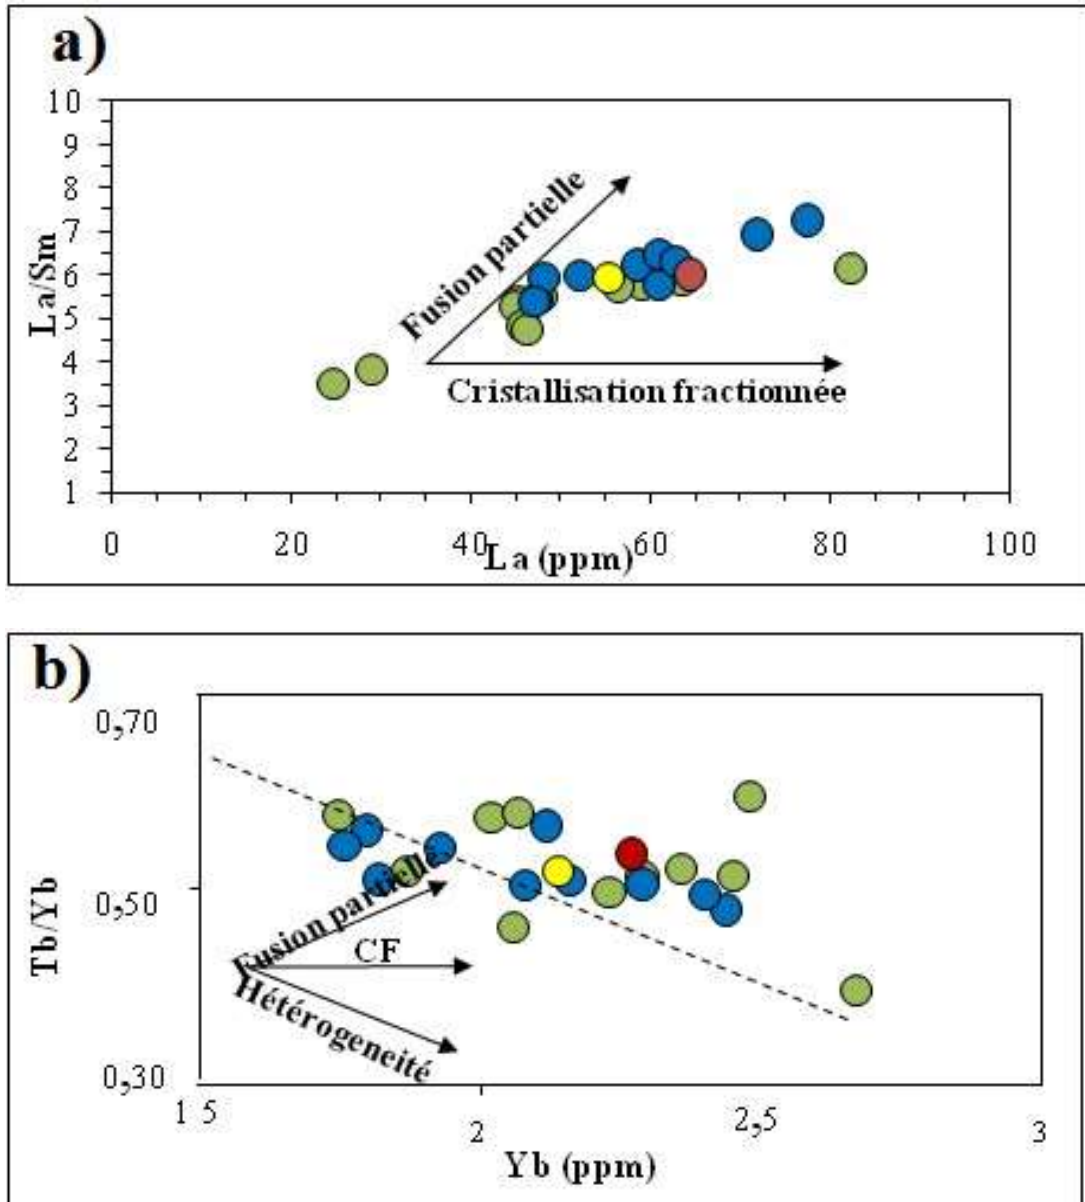 a)
10
9
8
7
6
5
4
3
2
1
La/Sm
Fusion partielle
Cristallisation fractionnée
0
20
40
60
80
100
La (ppm)
b)
0,70
0,50
0,30
Tb/Yb
Fusion partielle
CF
Hétérogeneité
1 5
2
2,5
3
Yb (ppm)